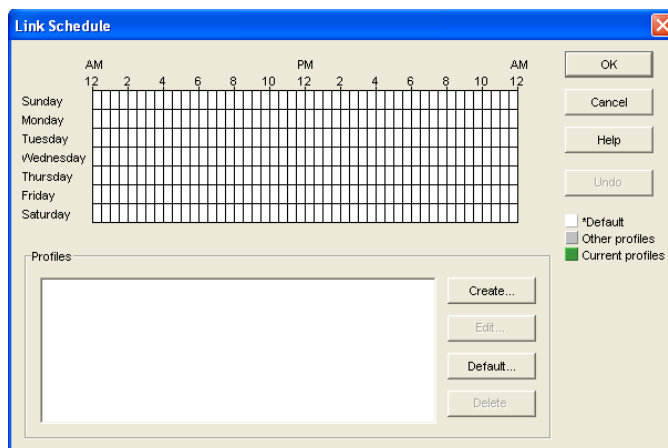 Link Schedule
AM PM AM
12 2 4 6 8 10 12 2 4 6 8 10 12
Sunday
Monday
Tuesday
Wednesday
Thursday
Friday
Saturday
OK
Cancel
Help
Undo
*Default
Other profiles
Current profiles
Profiles
Create...
Edit...
Default...
Delete